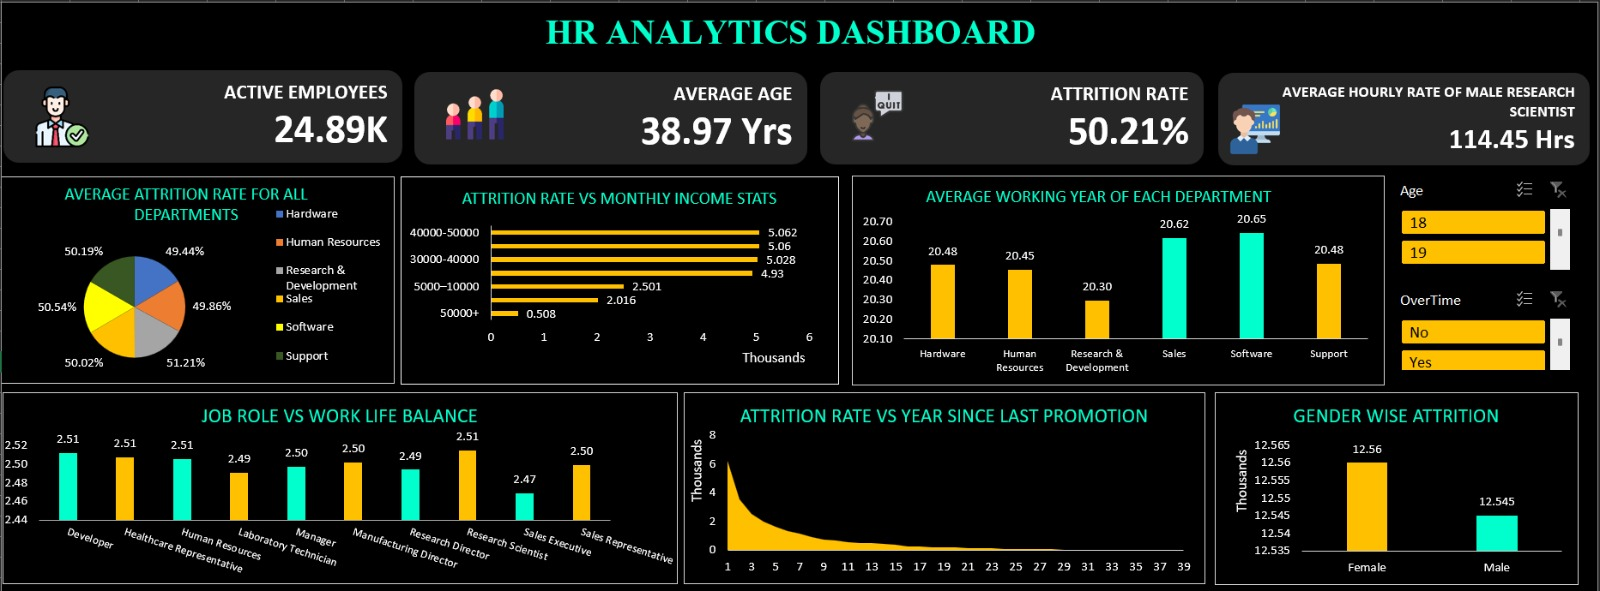 HR ANALYTICS DASHBOARD
ACTIVE EMPLOYEES
24.89K
AVERAGE AGE
38.97 Yrs
I
QUIT
ATTRITION RATE
50.21%
AVERAGE HOURLY RATE OF MALE RESEARCH
SCIENTIST
114.45 Hrs
AVERAGE ATTRITION RATE FOR ALL
DEPARTMENTS
Hardware
Human Resources
Research &
Development
Sales
Software
Support
50.19%
49.44%
50.54%
49.86%
50.02%
51.21%
ATTRITION RATE VS MONTHLY INCOME STATS
40000-50000
5.062
5.06
30000-40000
5.028
4.93
5000–10000
2.501
2.016
50000+
0.508
0 1 2 3 4 5 6
Thousands
AVERAGE WORKING YEAR OF EACH DEPARTMENT
20.70
20.60
20.50
20.40
20.30
20.20
20.10
20.48
20.45
20.30
20.62
20.65
20.48
Hardware
Human
Resources
Research &
Development
Sales
Software
Support
Age
18
19
OverTime
No
Yes
JOB ROLE VS WORK LIFE BALANCE
2.52
2.50
2.48
2.46
2.44
2.51
2.51
2.51
2.49
2.50
2.50
2.49
2.51
2.47
2.50
Developer
Healthcare Representative
Human Resources
Laboratory Technician
Manager
Manufacturing Director
Research Director
Research Scientist
Sales Executive
Sales Representative
ATTRITION RATE VS YEAR SINCE LAST PROMOTION
Thousands
8
6
4
2
0
1 3 5 7 9 11 13 15 17 19 21 23 25 27 29 31 33 35 37 39
GENDER WISE ATTRITION
Thousands
12.565
12.56
12.555
12.55
12.545
12.54
12.535
12.56
12.545
Female
Male